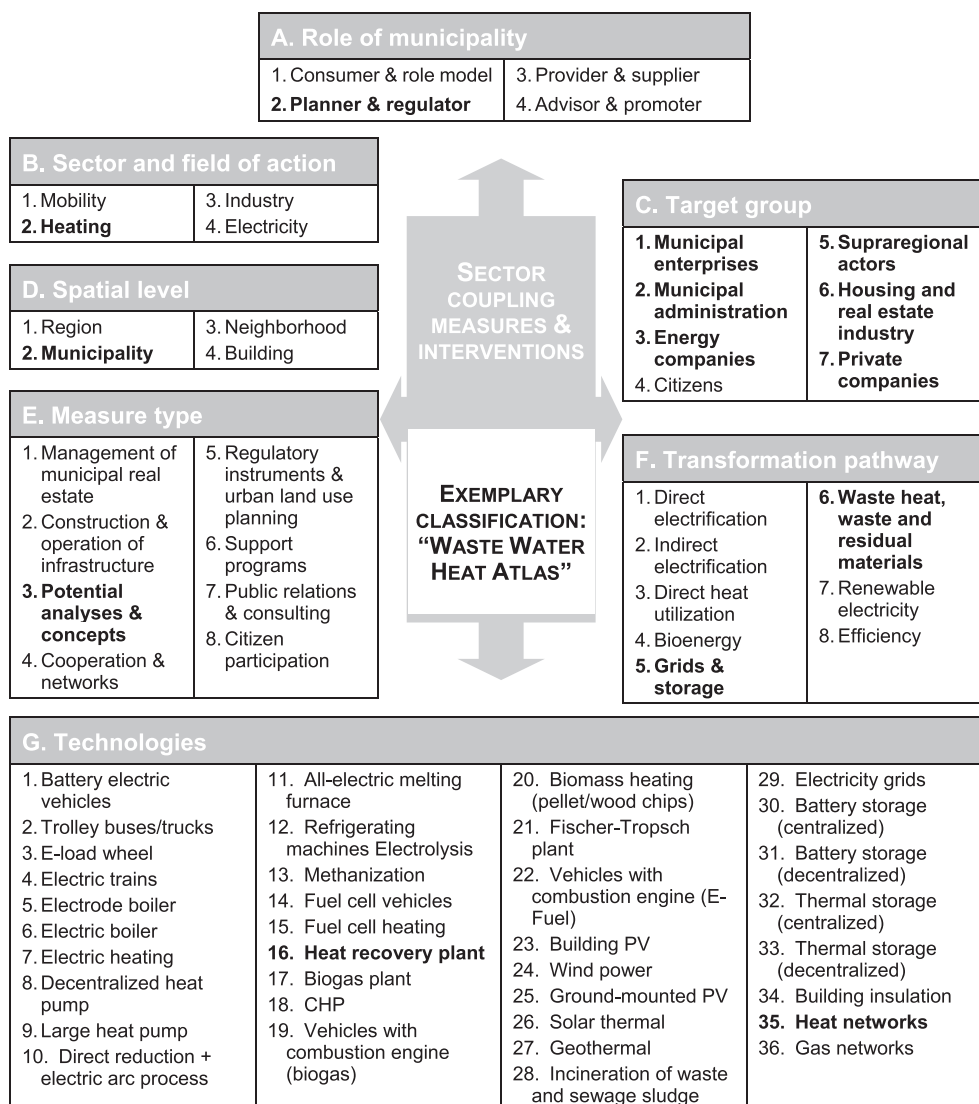 A. Role of municipality
1. Consumer & role model
2. Planner & regulator
3. Provider & supplier
4. Advisor & promoter
B. Sector and field of action
1. Mobility
2. Heating
3. Industry
4. Electricity
C. Target group
1. Municipal
enterprises
2. Municipal
administration
3. Energy
companies
4. Citizens
5. Supraregional
actors
6. Housing and
real estate
industry
7. Private
companies
SECTOR
COUPLING
MEASURES &
INTERVENTIONS
D. Spatial level
1. Region
2. Municipality
3. Neighborhood
4. Building
E. Measure type
1. Management of
municipal real
estate
2. Construction &
operation of
infrastructure
3. Potential
analyses &
concepts
4. Cooperation &
networks
5. Regulatory
instruments &
urban land use
planning
6. Support
programs
7. Public relations
& consulting
8. Citizen
participation
EXEMPLARY
CLASSIFICATION:
“WASTE WATER
HEAT ATLAS”
F. Transformation pathway
1. Direct
electrification
2. Indirect
electrification
3. Direct heat
utilization
4. Bioenergy
5. Grids &
storage
6. Waste heat,
waste and
residual
materials
7. Renewable
electricity
8. Efficiency
G. Technologies
1. Battery electric
vehicles
2. Trolley buses/trucks
3. E-load wheel
4. Electric trains
5. Electrode boiler
6. Electric boiler
7. Electric heating
8. Decentralized heat
pump
9. Large heat pump
10. Direct reduction +
electric arc process
11. All-electric melting
furnace
12. Refrigerating
machines Electrolysis
13. Methanization
14. Fuel cell vehicles
15. Fuel cell heating
16. Heat recovery plant
17. Biogas plant
18. CHP
19. Vehicles with
combustion engine
(biogas)
20. Biomass heating
(pellet/wood chips)
21. Fischer-Tropsch
plant
22. Vehicles with
combustion engine (E-
Fuel)
23. Building PV
24. Wind power
25. Ground-mounted PV
26. Solar thermal
27. Geothermal
28. Incineration of waste
and sewage sludge
29. Electricity grids
30. Battery storage
(centralized)
31. Battery storage
(decentralized)
32. Thermal storage
(centralized)
33. Thermal storage
(decentralized)
34. Building insulation
35. Heat networks
36. Gas networks